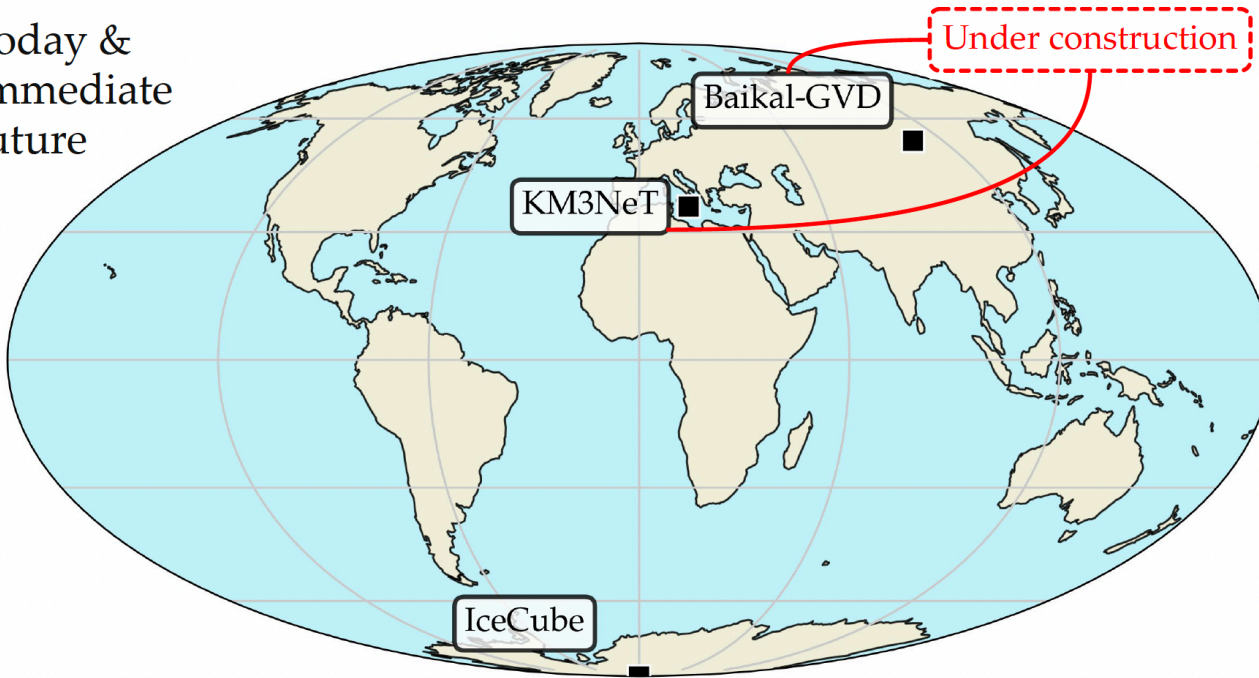 oday &
mmediate
uture
Under construction
Baikal-GVD
KM3NeT
IceCube